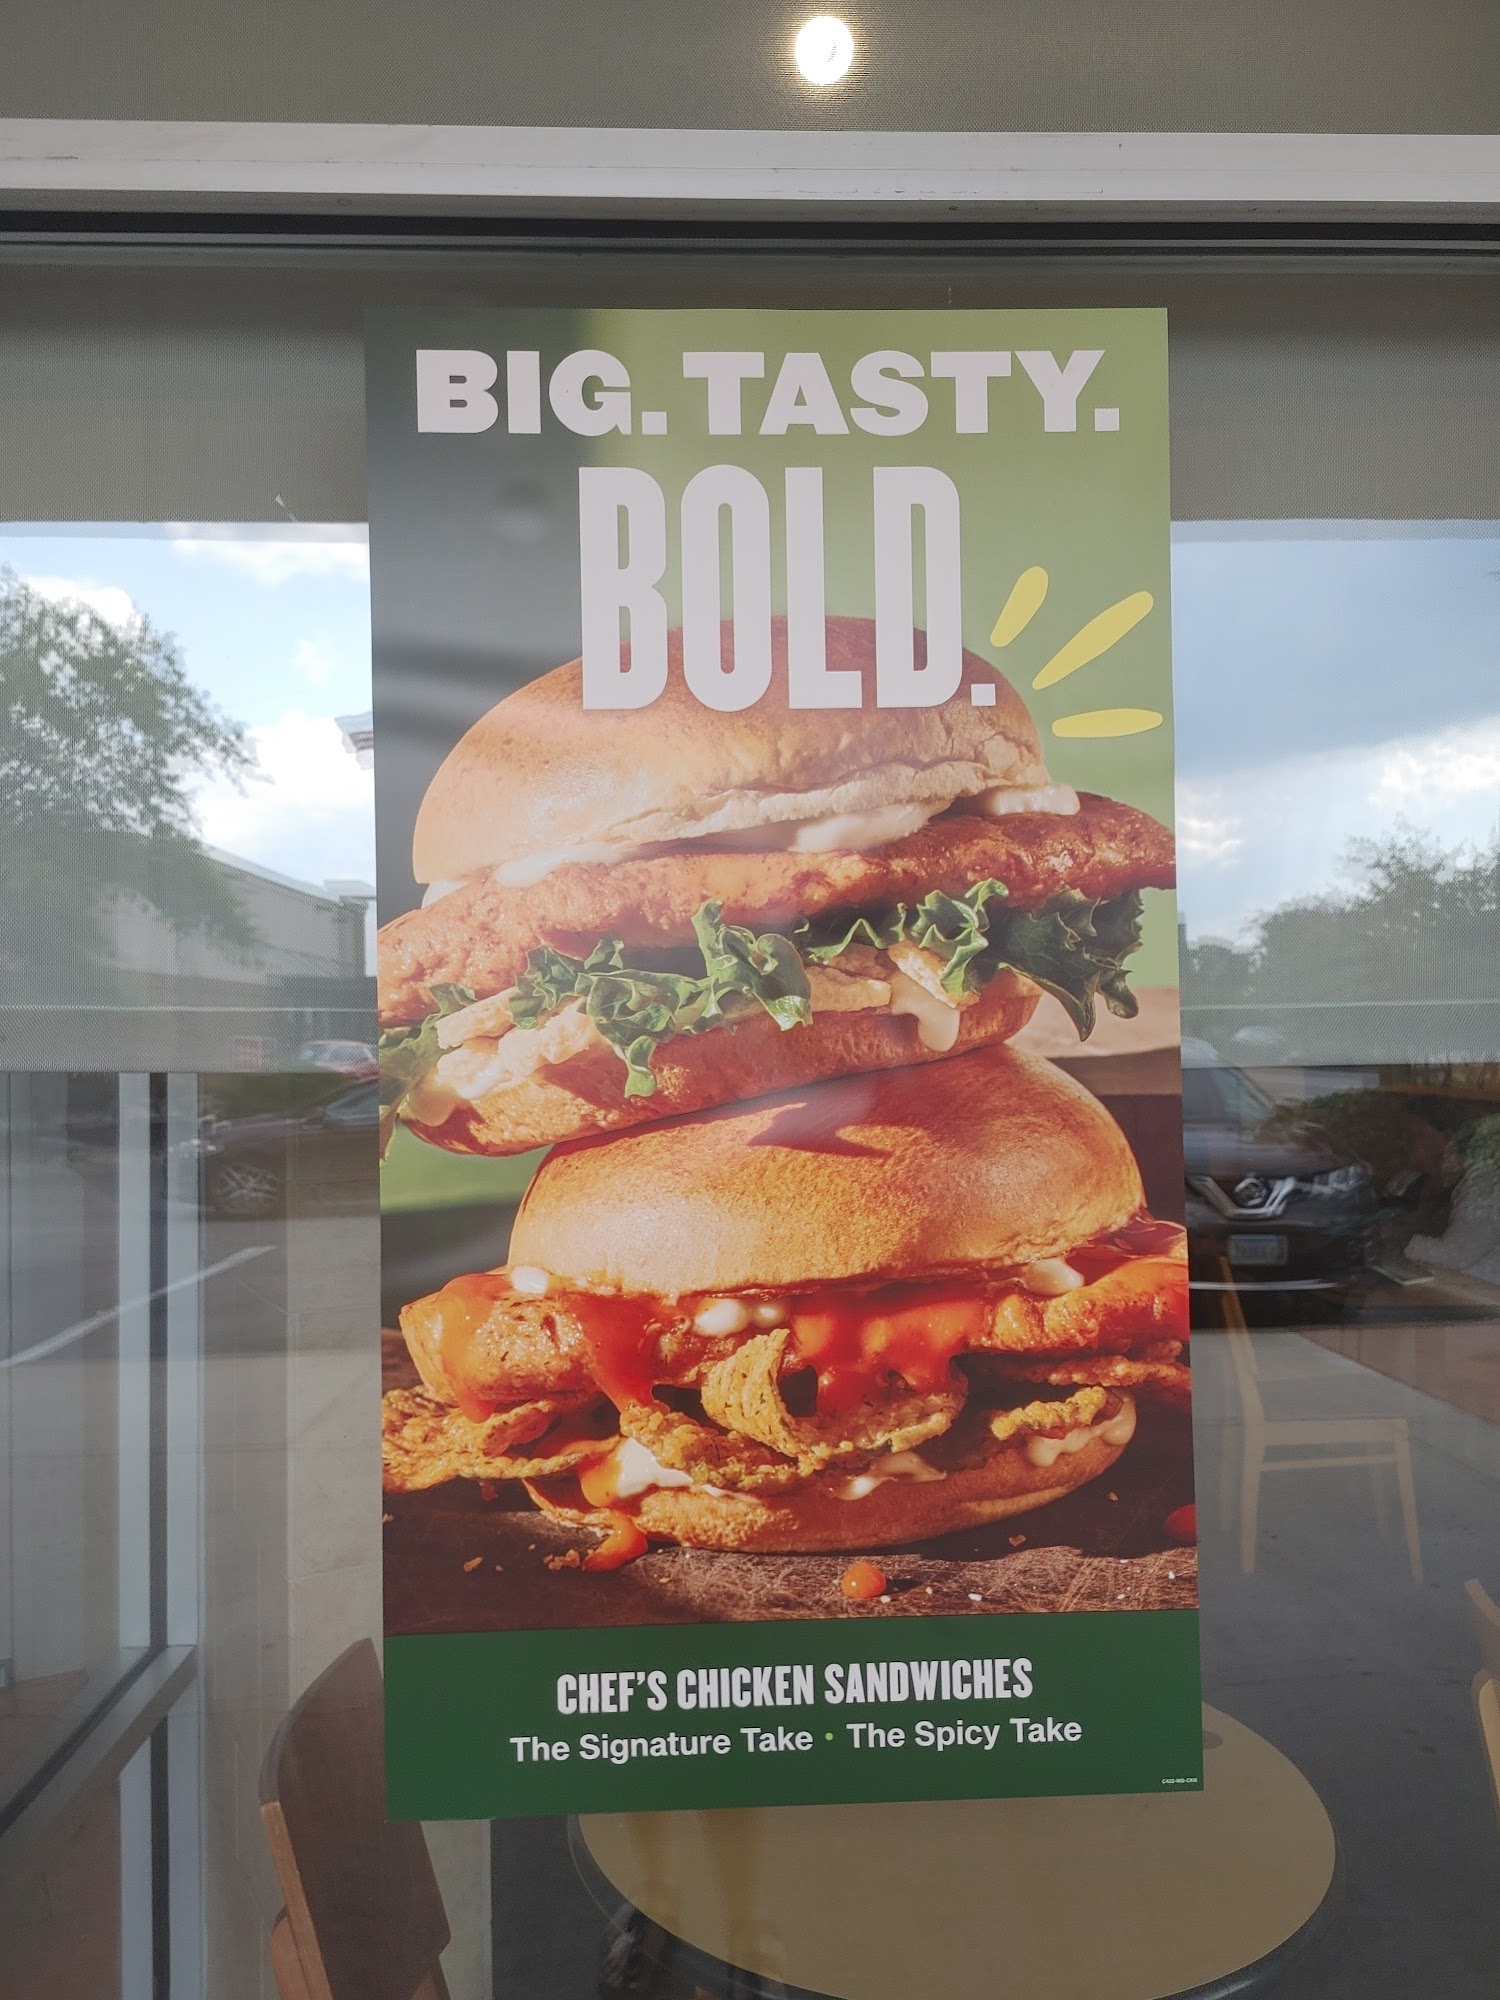 BIG. TASTY.
BOLD.
CHEF'S CHICKEN SANDWICHES
The Signature Take • The Spicy Take